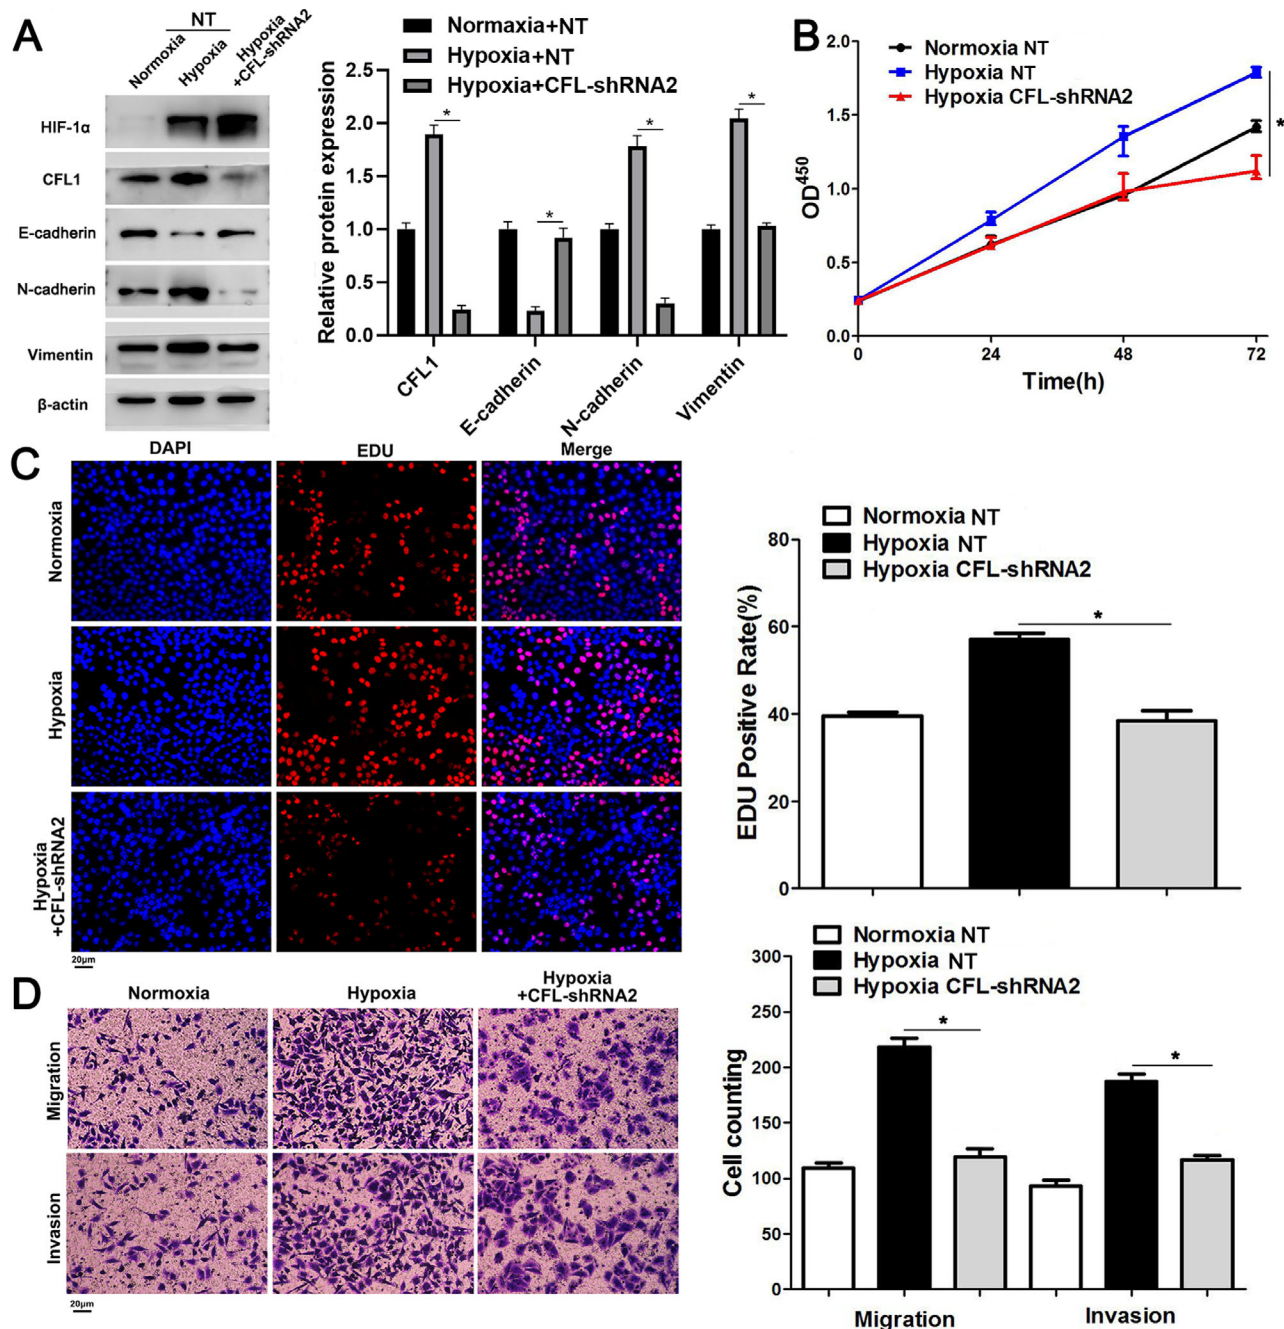 A
NT
Normoxia
Hypoxia
Hypoxia
+CFL-shRNA2
HIF-1α
CFL1
E-cadherin
N-cadherin
Vimentin
β-actin
Normaxia+NT
Hypoxia+NT
Hypoxia+CFL-shRNA2
Relative protein expression
2.5
2.0
1.5
1.0
0.5
0.0
*
*
*
*
CFL1
E-cadherin
N-cadherin
Vimentin
B
Normoxia NT
Hypoxia NT
Hypoxia CFL-shRNA2
OD450
2.0
1.5
1.0
0.5
0.0
*
0
24
48
72
Time(h)
C
DAPI
EDU
Merge
Normoxia
Hypoxia
Hypoxia
+CFL-shRNA2
20μm
Normoxia NT
Hypoxia NT
Hypoxia CFL-shRNA2
EDU Positive Rate(%)
80
60
40
20
0
*
D
Normoxia
Hypoxia
Hypoxia
+CFL-shRNA2
Migration
Invasion
20μm
Normoxia NT
Hypoxia NT
Hypoxia CFL-shRNA2
Cell counting
300
250
200
150
100
50
0
*
*
Migration
Invasion